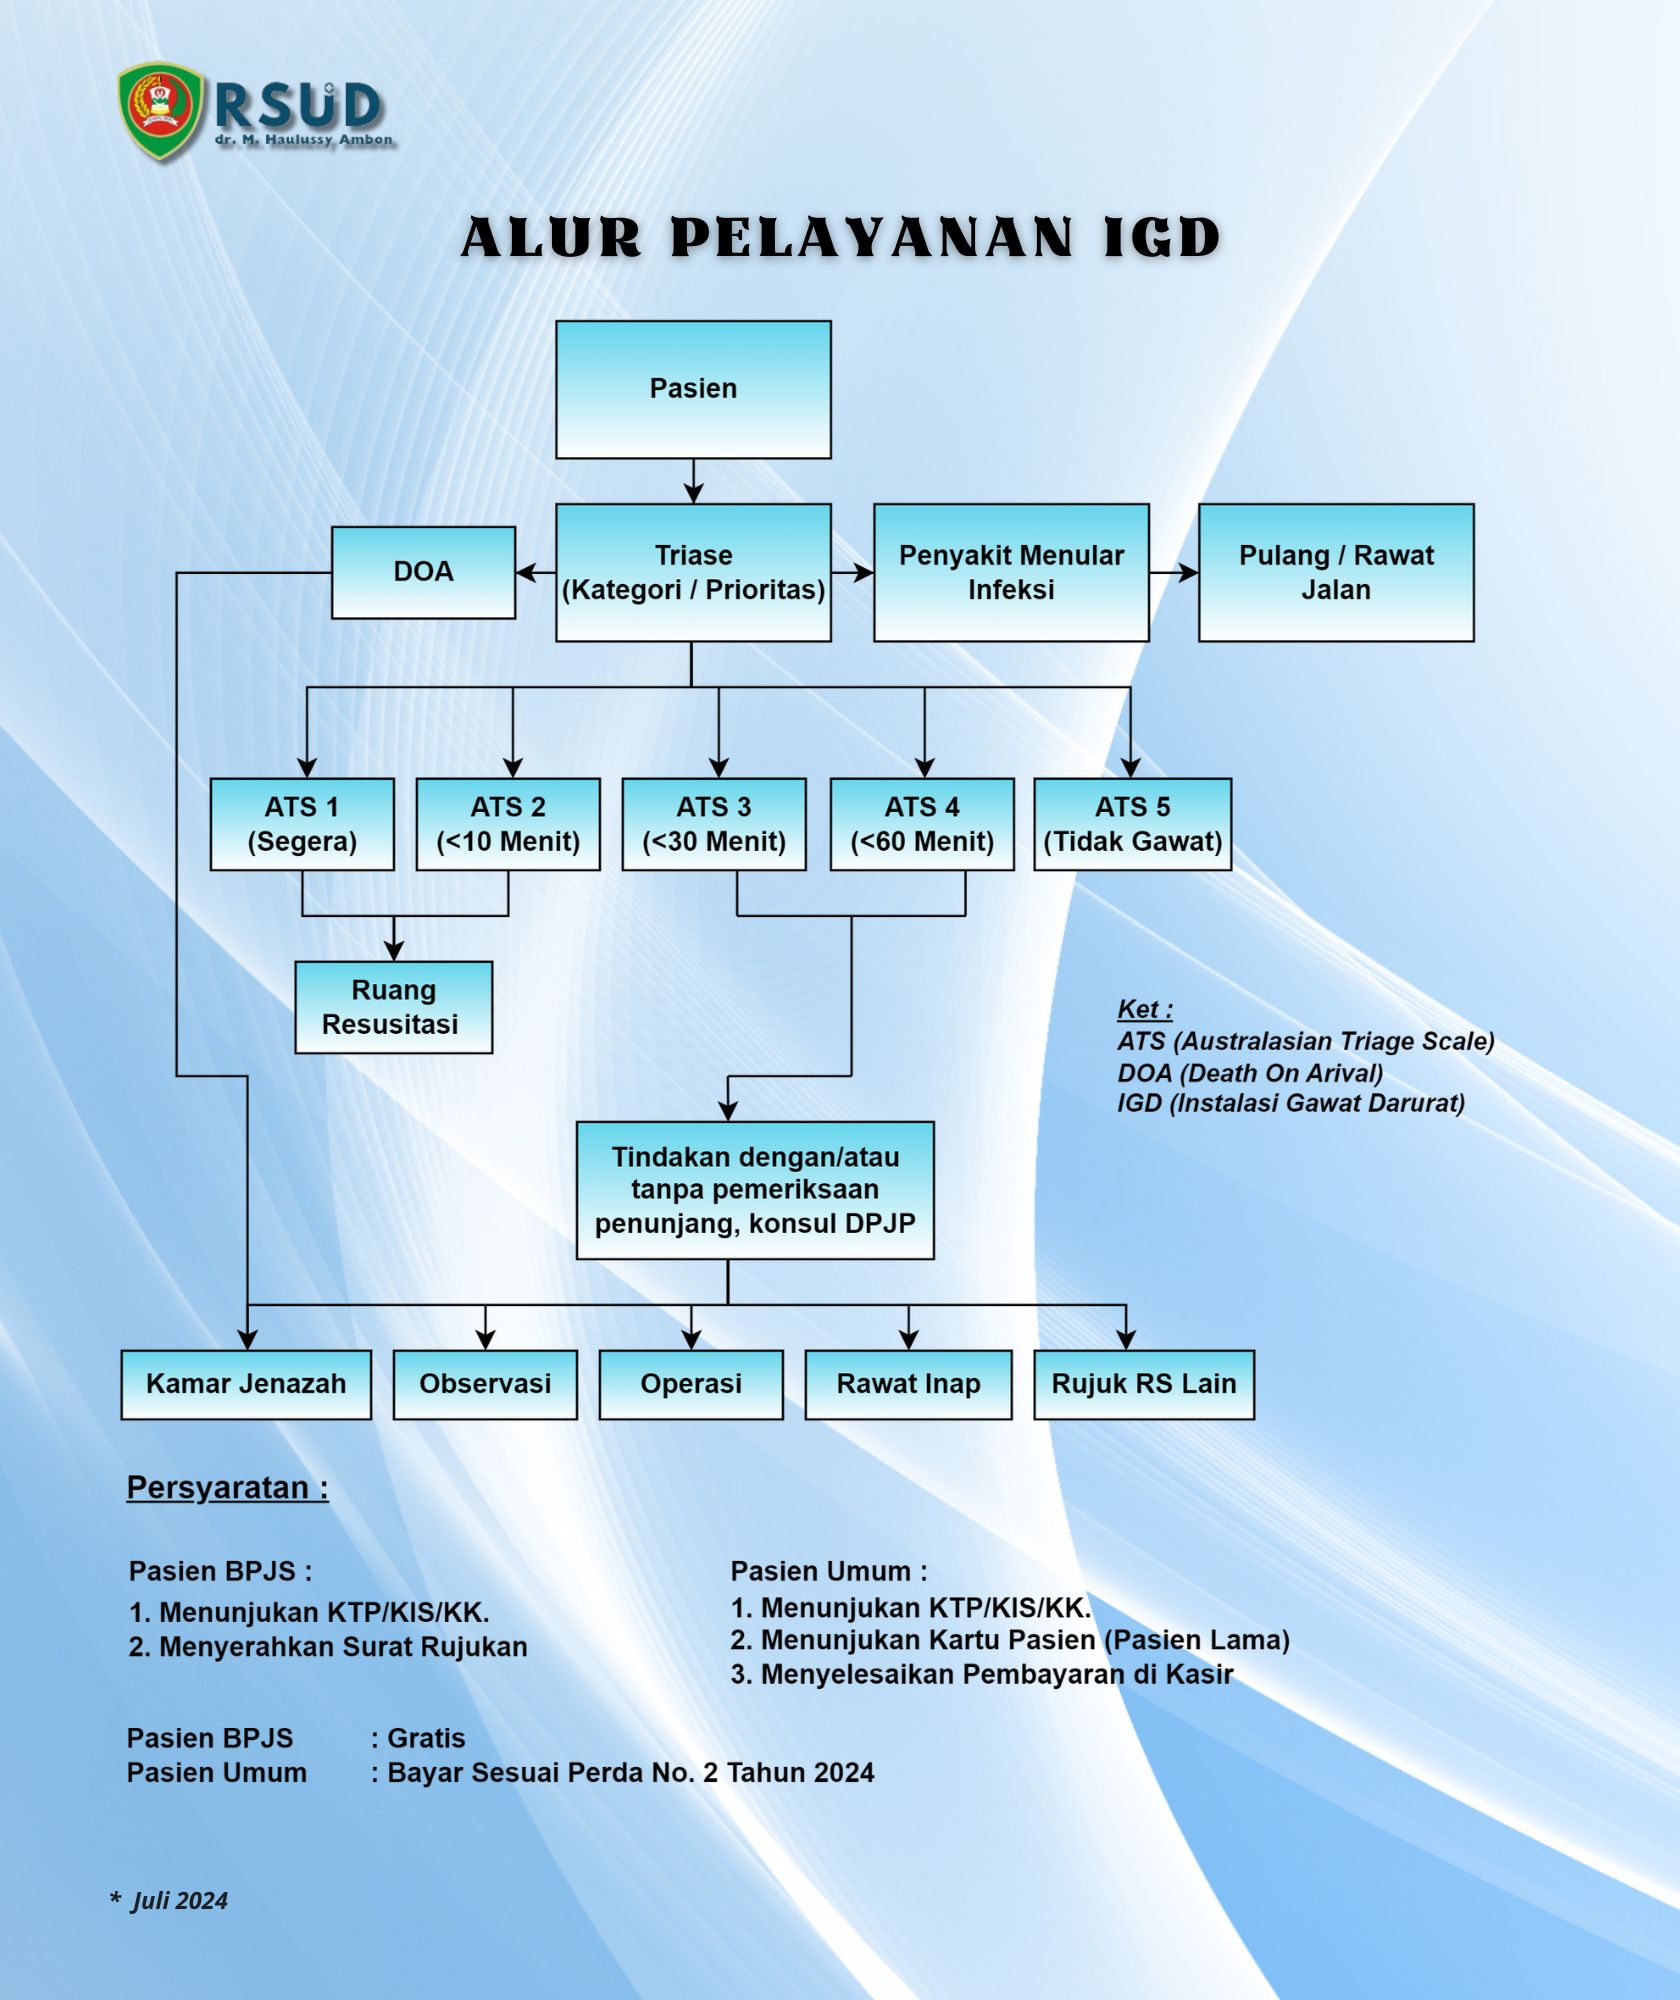 RSUD
dr. M. Haulussy Ambon
ALUR PELAYANAN IGD
Pasien
DOA
Triase
(Kategori / Prioritas)
Penyakit Menular
Infeksi
Pulang / Rawat
Jalan
ATS 1
(Segera)
ATS 2
(<10 Menit)
ATS 3
(<30 Menit)
ATS 4
(<60 Menit)
ATS 5
(Tidak Gawat)
Ruang
Resusitasi
Ket :
ATS (Australasian Triage Scale)
DOA (Death On Arival)
IGD (Instalasi Gawat Darurat)
Tindakan dengan/atau
tanpa pemeriksaan
penunjang, konsul DPJP
Kamar Jenazah
Observasi
Operasi
Rawat Inap
Rujuk RS Lain
Persyaratan :
Pasien BPJS :
1. Menunjukan KTP/KIS/KK.
2. Menyerahkan Surat Rujukan
Pasien Umum :
1. Menunjukan KTP/KIS/KK.
2. Menunjukan Kartu Pasien (Pasien Lama)
3. Menyelesaikan Pembayaran di Kasir
Pasien BPJS : Gratis
Pasien Umum : Bayar Sesuai Perda No. 2 Tahun 2024
* Juli 2024